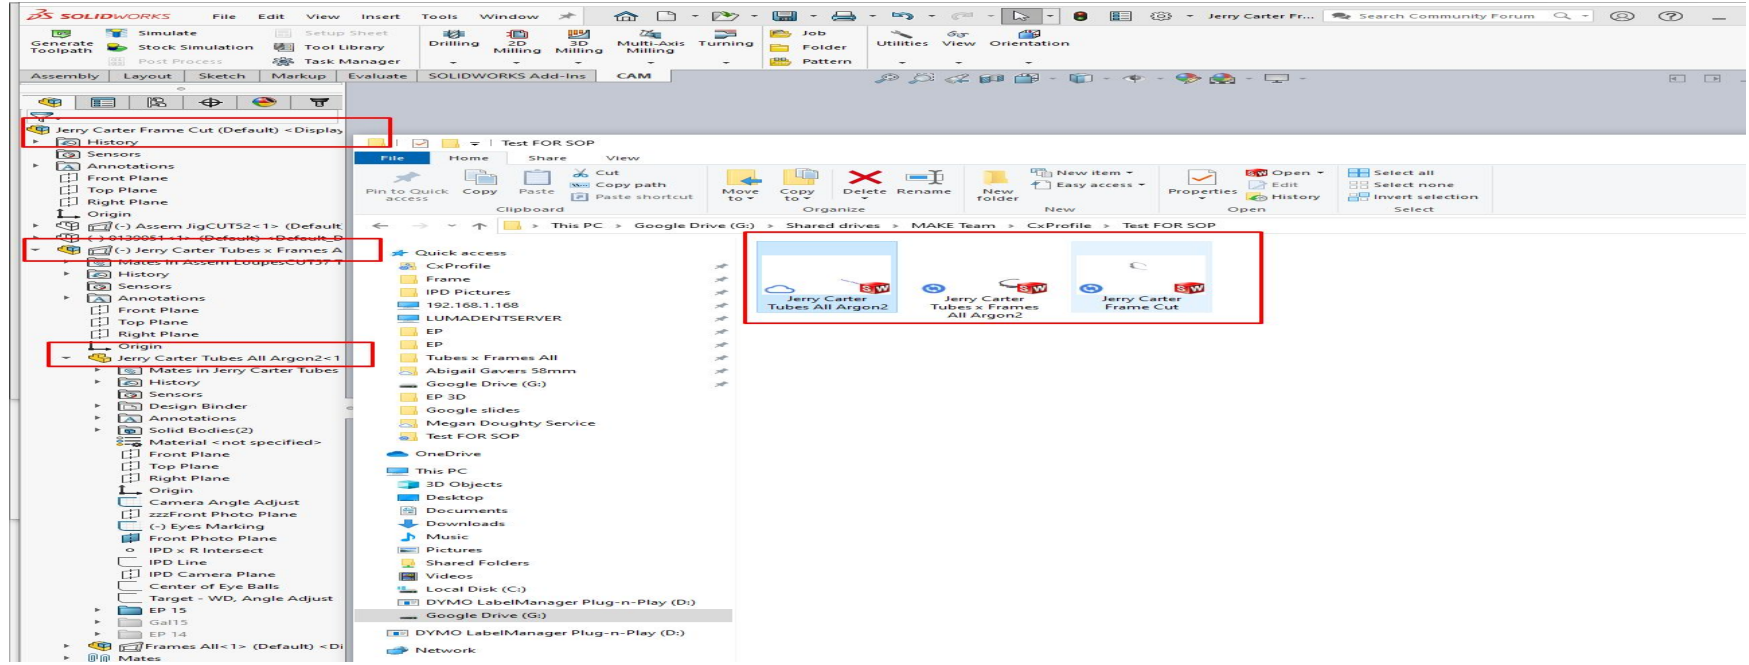 SOLIDWORKS File Edit View Insert Tools Window Jerry Carter Fr... Search Community Forum
Generate Toolpath
Simulate
Stock Simulation
Post Process
Setup Sheet
Tool Library
Task Manager
Drilling
2D Milling
3D Milling
Multi-Axis Milling
Turning
Job
Folder
Pattern
Utilities View Orientation
Assembly Layout Sketch Markup Evaluate SOLIDWORKS Add-Ins CAM
Jerry Carter Frame Cut (Default) <Display
History
Sensors
Annotations
Front Plane
Top Plane
Right Plane
Origin
(-) Assem JigCUT52<1> (Default
(-) 0139051 <1> (Default) <Default_D
(-) Jerry Carter Tubes x Frames A
Mates in Assem LoupesCUT37 T
History
Sensors
Annotations
Front Plane
Top Plane
Right Plane
Origin
Jerry Carter Tubes All Argon2<1
Mates in Jerry Carter Tubes
History
Sensors
Design Binder
Annotations
Solid Bodies(2)
Material <not specified>
Front Plane
Top Plane
Right Plane
Origin
Camera Angle Adjust
zzzFront Photo Plane
(-) Eyes Marking
Front Photo Plane
IPD x R Intersect
IPD Line
IPD Camera Plane
Center of Eye Balls
Target - WD, Angle Adjust
EP 15
Gal15
EP 14
Frames All<1> (Default) <Di
Mates
Test FOR SOP
File Home Share View
Pin to Quick access
Copy
Paste
Cut
Copy path
Paste shortcut
Clipboard
Move to
Copy to
Delete
Rename
Organize
New folder
New item
Easy access
New
Properties
Open
Edit
History
Open
Select all
Select none
Invert selection
Select
This PC > Google Drive (G:) > Shared drives > MAKE Team > CxProfile > Test FOR SOP
Quick access
CxProfile
Frame
IPD Pictures
192.168.1.168
LUMADENTSERVER
EP
EP
Tubes x Frames All
Abigail Gavers 58mm
Google Drive (G:)
EP 3D
Google slides
Megan Doughty Service
Test FOR SOP
OneDrive
This PC
3D Objects
Desktop
Documents
Downloads
Music
Pictures
Shared Folders
Videos
Local Disk (C:)
DYMO LabelManager Plug-n-Play (D:)
Google Drive (G:)
DYMO LabelManager Plug-n-Play (D:)
Network
Jerry Carter
Tubes All Argon2
Jerry Carter
Tubes x Frames
All Argon2
Jerry Carter
Frame Cut